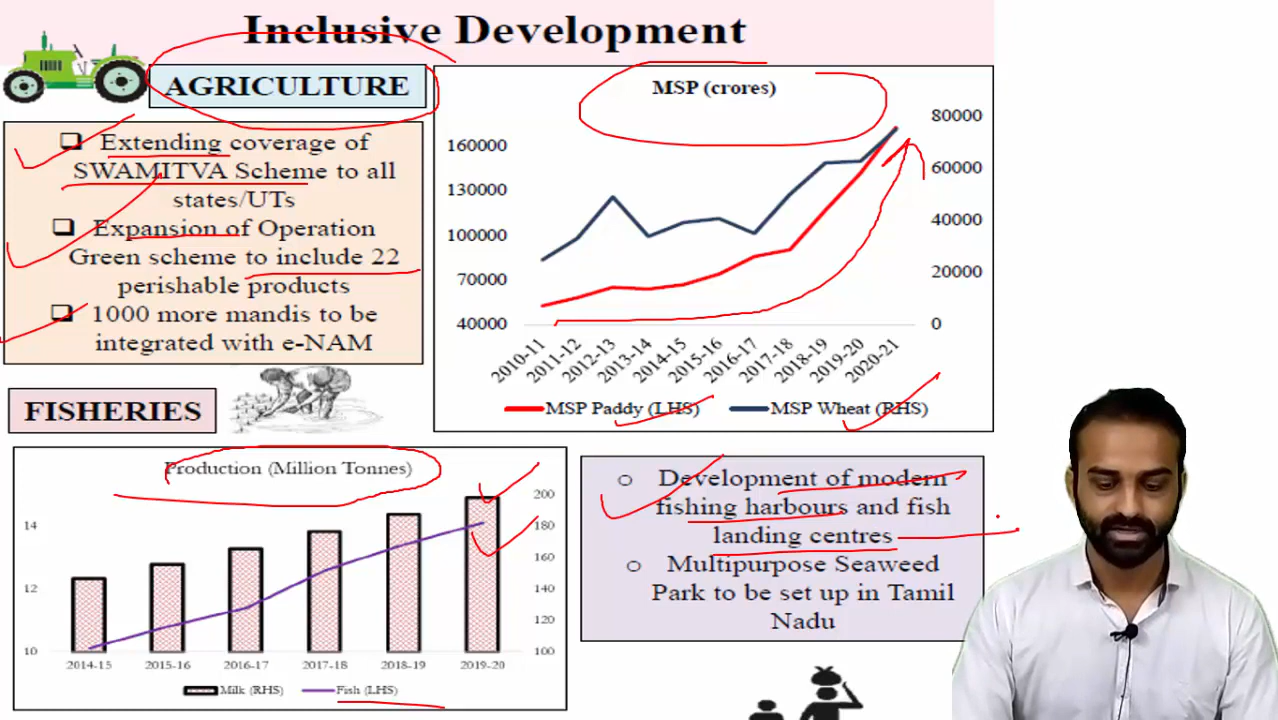 Inclusive Development
AGRICULTURE
Extending coverage of
SWAMITVA Scheme to all
states/UTs
Expansion of Operation
Green scheme to include 22
perishable products
1000 more mandis to be
integrated with e-NAM
MSP (crores)
160000
130000
100000
70000
40000
80000
60000
40000
20000
0
2010-11
2011-12
2012-13
2013-14
2014-15
2015-16
2016-17
2017-18
2018-19
2019-20
2020-21
MSP Paddy (LHS)
MSP Wheat (RHS)
FISHERIES
Production (Million Tonnes)
14
12
10
200
180
160
140
120
100
2014-15
2015-16
2016-17
2017-18
2018-19
2019-20
Milk (RHS)
Fish (LHS)
Development of modern
fishing harbours and fish
landing centres
Multipurpose Seaweed
Park to be set up in Tamil
Nadu